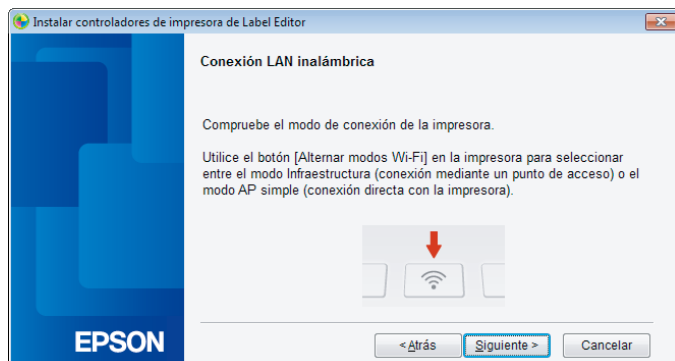 Instalar controladores de impresora de Label Editor
Conexión LAN inalámbrica
Compruebe el modo de conexión de la impresora.
Utilice el botón [Alternar modos Wi-Fi] en la impresora para seleccionar
entre el modo Infraestructura (conexión mediante un punto de acceso) o el
modo AP simple (conexión directa con la impresora).
EPSON
< Atrás
Siguiente >
Cancelar